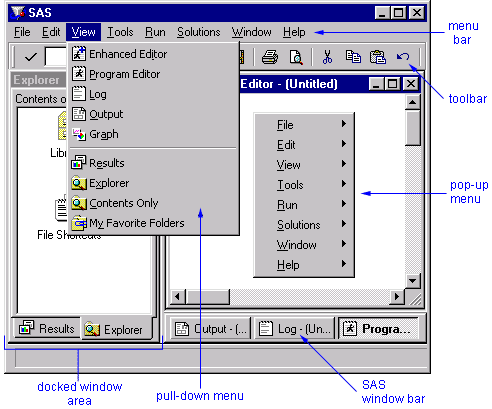 SAS
File Edit View Tools Run Solutions Window Help
menu bar
toolbar
Explorer
Contents o
Enhanced Editor
Program Editor
Log
Output
Graph
Results
Explorer
Contents Only
My Favorite Folders
Libr
File Shortcuts
Editor - (Untitled)
File
Edit
View
Tools
Run
Solutions
Window
Help
pop-up menu
Results Explorer
Output - (... Log - (Un... Progra...
docked window area
pull-down menu
SAS window bar